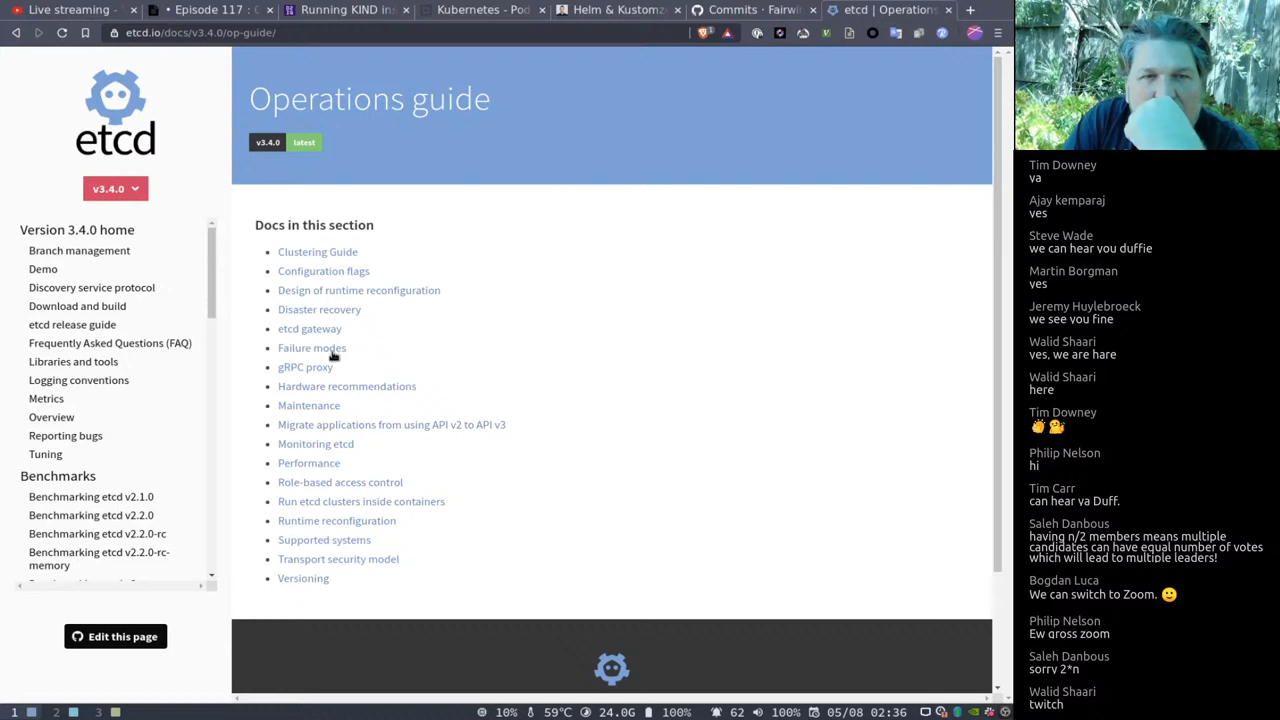 Live streaming -
• Episode 117 :
Running KIND in
Kubernetes - Pod
Helm & Kustomz
Commits · Fairwi
etcd | Operations
etcd.io/docs/v3.4.0/op-guide/
etcd
v3.4.0
Version 3.4.0 home
Branch management
Demo
Discovery service protocol
Download and build
etcd release guide
Frequently Asked Questions (FAQ)
Libraries and tools
Logging conventions
Metrics
Overview
Reporting bugs
Tuning
Benchmarks
Benchmarking etcd v2.1.0
Benchmarking etcd v2.2.0
Benchmarking etcd v2.2.0-rc
Benchmarking etcd v2.2.0-rc-
memory
Edit this page
Operations guide
v3.4.0 latest
Docs in this section
Clustering Guide
Configuration flags
Design of runtime reconfiguration
Disaster recovery
etcd gateway
Failure modes
gRPC proxy
Hardware recommendations
Maintenance
Migrate applications from using API v2 to API v3
Monitoring etcd
Performance
Role-based access control
Run etcd clusters inside containers
Runtime reconfiguration
Supported systems
Transport security model
Versioning
Tim Downey
ya
Ajay kemparaj
yes
Steve Wade
we can hear you duffie
Martin Borgman
yes
Jeremy Huylebroeck
we see you fine
Walid Shaari
yes, we are hare
Walid Shaari
here
Tim Downey
👏 🤔
Philip Nelson
hi
Tim Carr
can hear ya Duff.
Saleh Danbous
having n/2 members means multiple
candidates can have equal number of votes
which will lead to multiple leaders!
Bogdan Luca
We can switch to Zoom. 🙂
Philip Nelson
Ew gross zoom
Saleh Danbous
sorry 2*n
Walid Shaari
twitch
1 2 3
10% 59℃ 24.0G 100% 62 100% 05/08 02:36